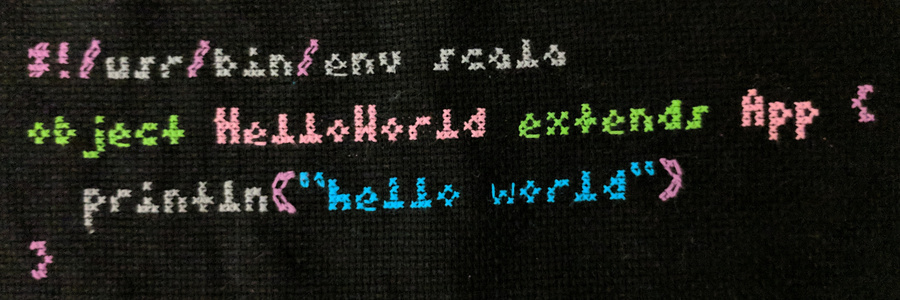 #!/usr/bin/env scala
object HelloWorld extends App {
  println("hello world")
}